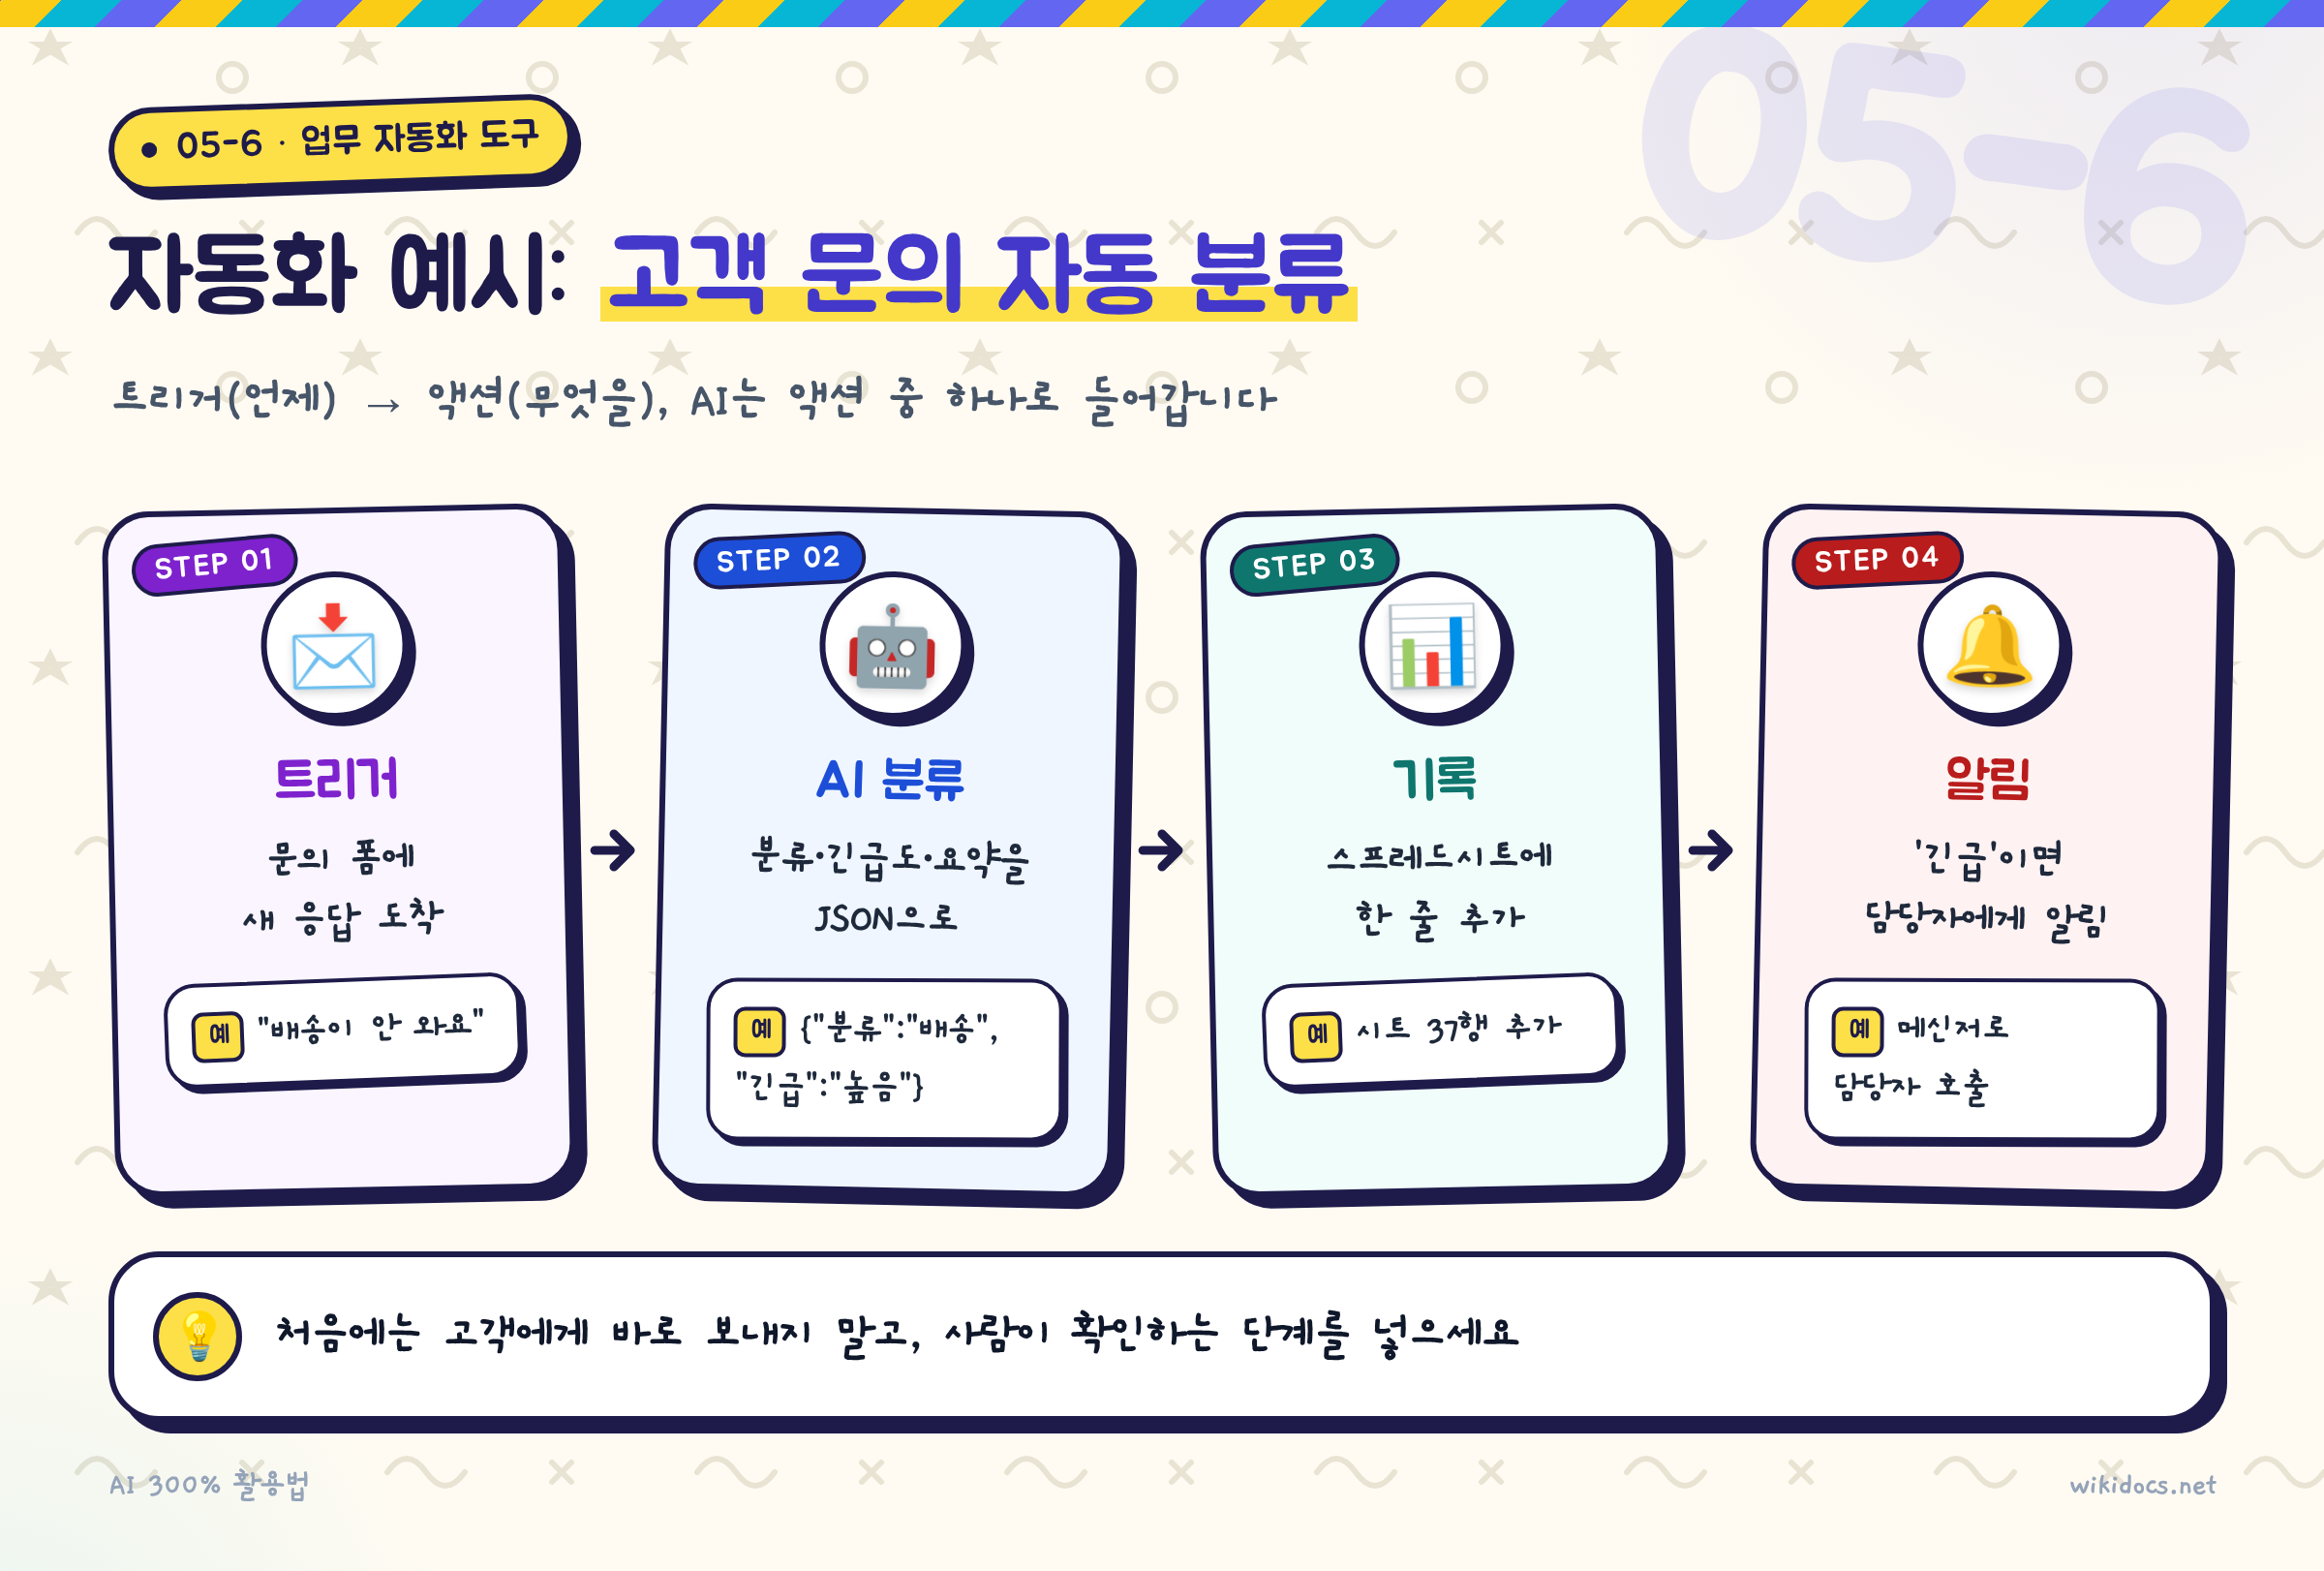 05-6
05-6 · 업무 자동화 도구
자동화 예시: 고객 문의 자동 분류
트리거(언제) → 액션(무엇을), AI는 액션 중 하나로 들어갑니다
STEP 01
트리거
문의 폼에
새 응답 도착
예 "배송이 안 와요"
STEP 02
AI 분류
분류·긴급도·요약을
JSON으로
예 {"분류":"배송",
"긴급":"높음"}
STEP 03
기록
스프레드시트에
한 줄 추가
예 시트 37행 추가
STEP 04
알림
'긴급'이면
담당자에게 알림
예 메신저로
담당자 호출
처음에는 고객에게 바로 보내지 말고, 사람이 확인하는 단계를 넣으세요
AI 300% 활용법
wikidocs.net